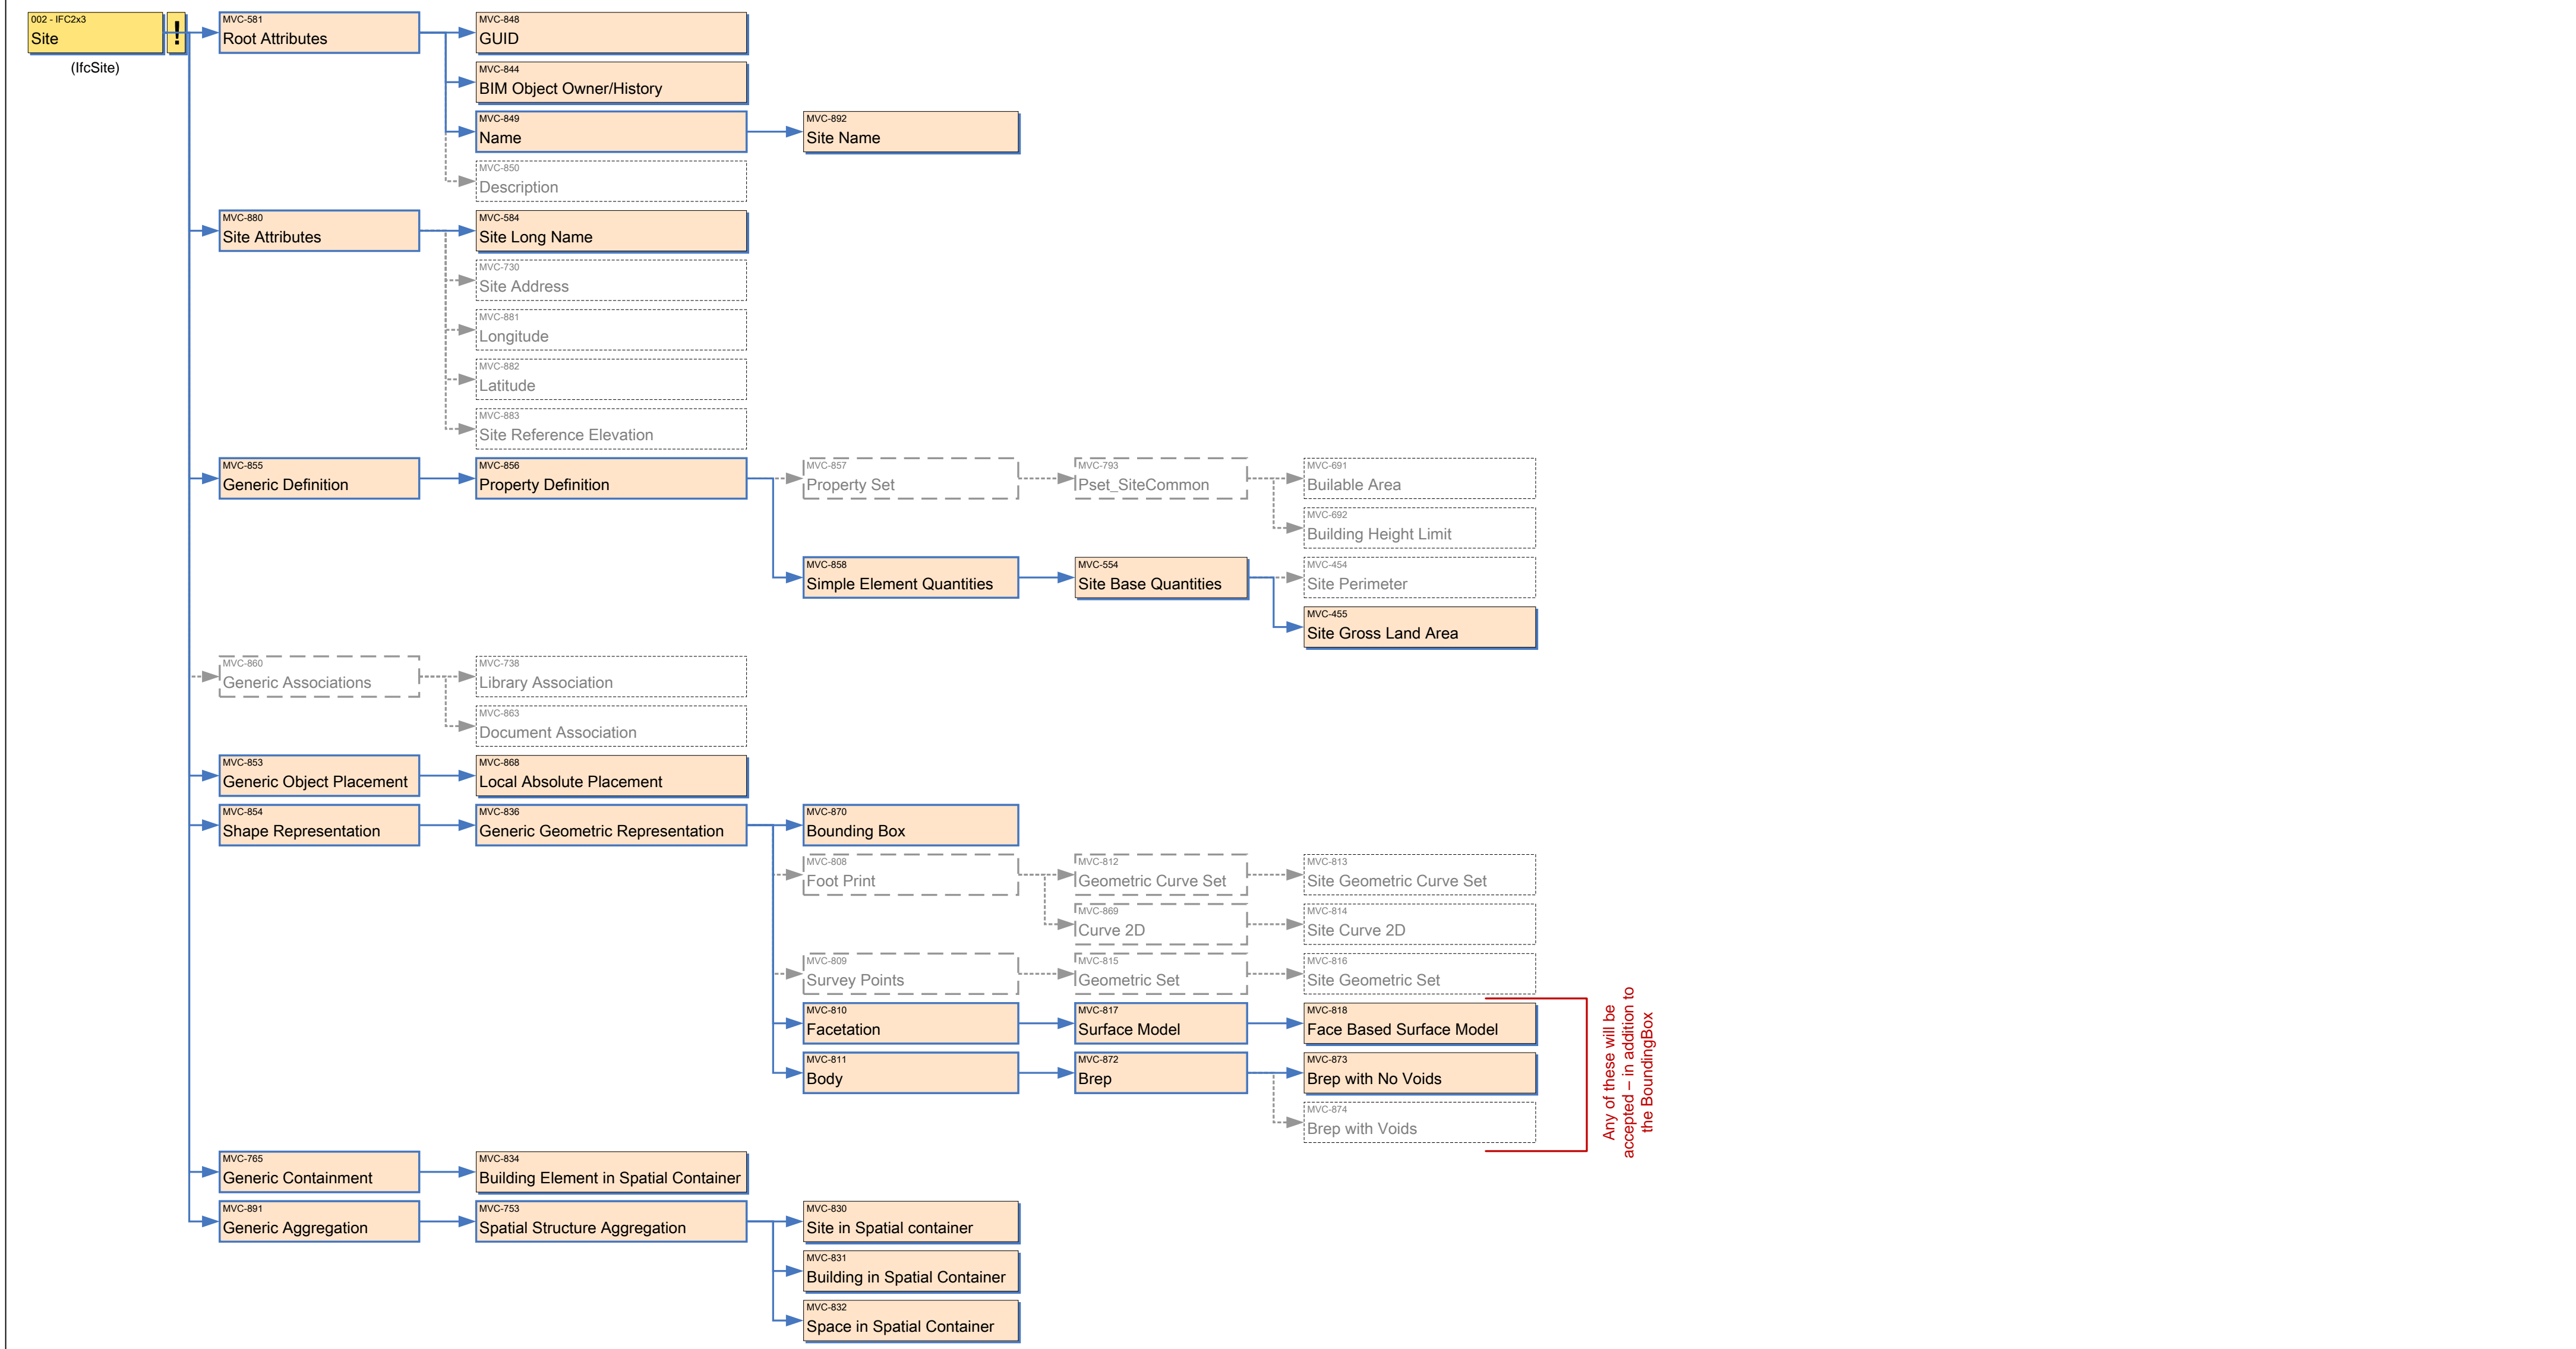 002 - IFC2x3
Site
!
(IfcSite)
MVC-581
Root Attributes
MVC-848
GUID
MVC-844
BIM Object Owner/History
MVC-849
Name
MVC-892
Site Name
MVC-850
Description
MVC-880
Site Attributes
MVC-584
Site Long Name
MVC-730
Site Address
MVC-881
Longitude
MVC-882
Latitude
MVC-883
Site Reference Elevation
MVC-855
Generic Definition
MVC-856
Property Definition
MVC-857
Property Set
MVC-793
Pset_SiteCommon
MVC-691
Builable Area
MVC-692
Building Height Limit
MVC-858
Simple Element Quantities
MVC-554
Site Base Quantities
MVC-454
Site Perimeter
MVC-455
Site Gross Land Area
MVC-860
Generic Associations
MVC-738
Library Association
MVC-863
Document Association
MVC-853
Generic Object Placement
MVC-868
Local Absolute Placement
MVC-854
Shape Representation
MVC-836
Generic Geometric Representation
MVC-870
Bounding Box
MVC-808
Foot Print
MVC-812
Geometric Curve Set
MVC-813
Site Geometric Curve Set
MVC-869
Curve 2D
MVC-814
Site Curve 2D
MVC-809
Survey Points
MVC-815
Geometric Set
MVC-816
Site Geometric Set
MVC-810
Facetation
MVC-817
Surface Model
MVC-818
Face Based Surface Model
MVC-811
Body
MVC-872
Brep
MVC-873
Brep with No Voids
MVC-874
Brep with Voids
Any of these will be
accepted – in addition to
the BoundingBox
MVC-765
Generic Containment
MVC-834
Building Element in Spatial Container
MVC-891
Generic Aggregation
MVC-753
Spatial Structure Aggregation
MVC-830
Site in Spatial container
MVC-831
Building in Spatial Container
MVC-832
Space in Spatial Container